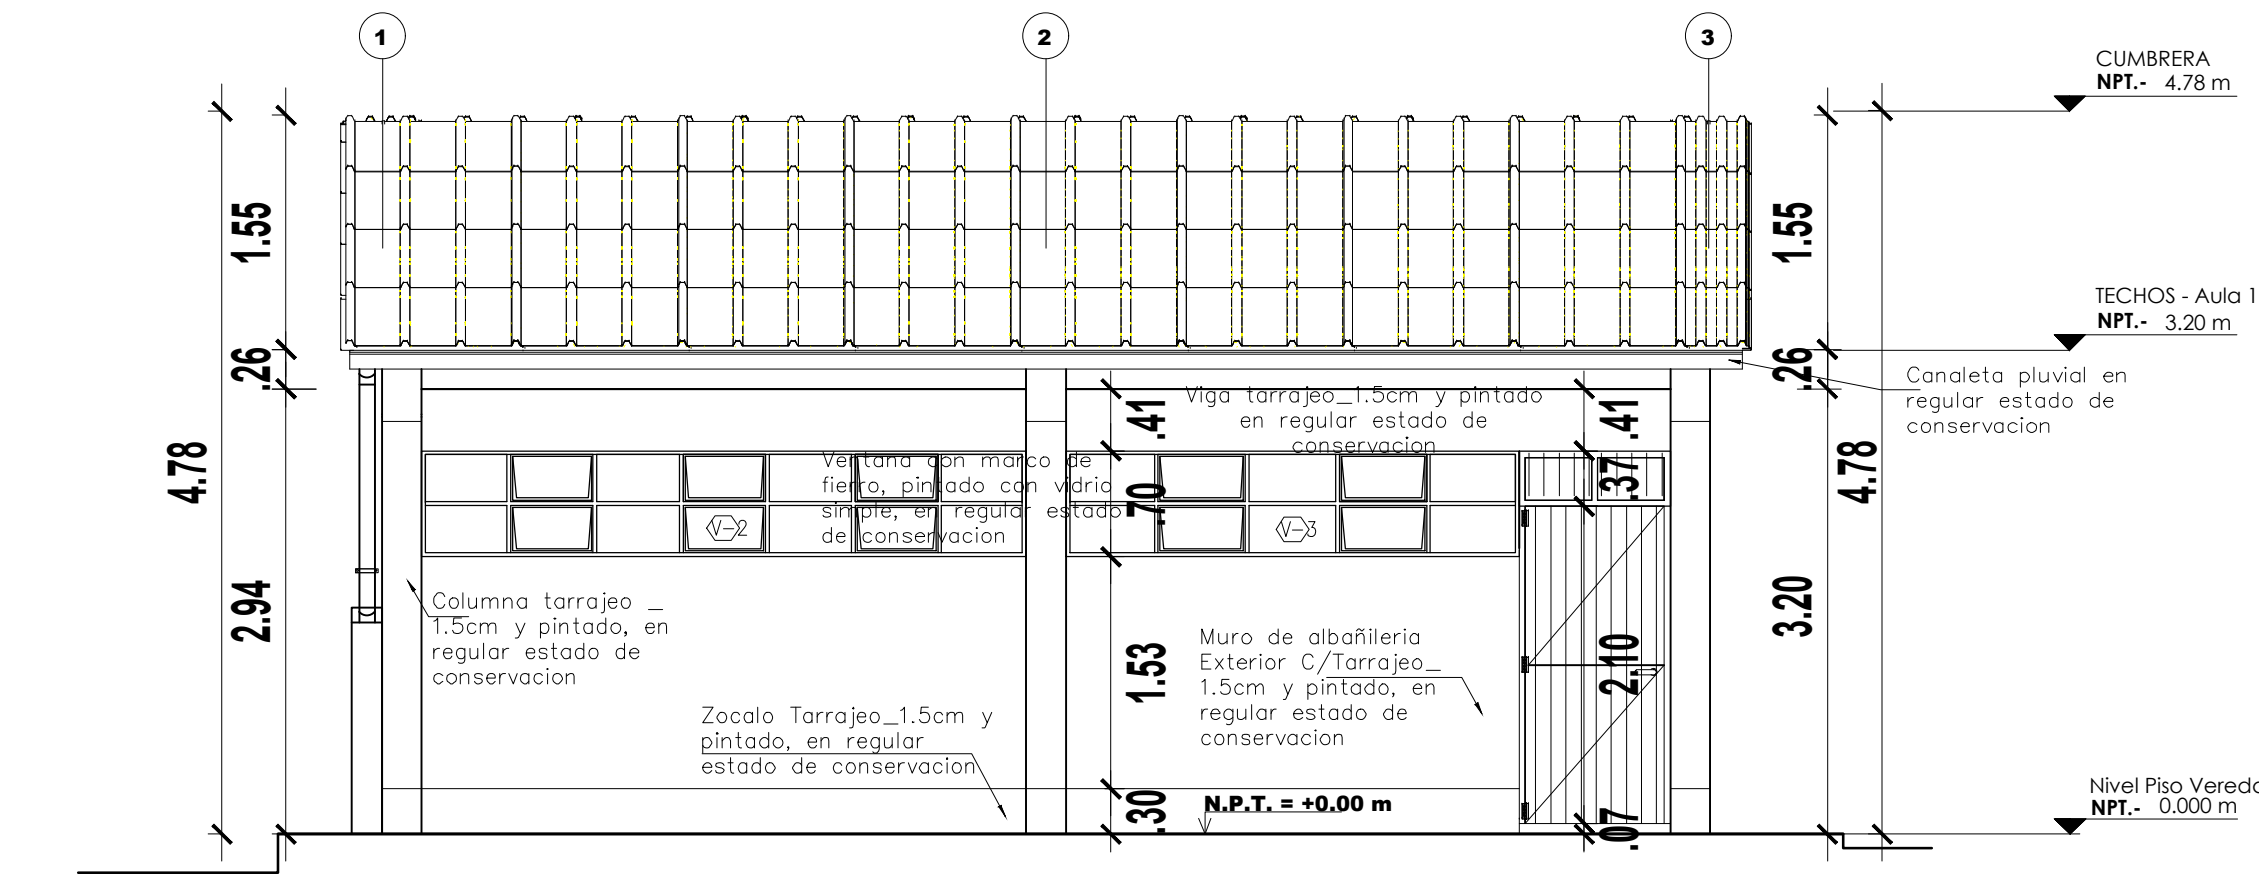 1
2
3
CUMBRERA
NPT.- 4.78 m
TECHOS - Aula 1
NPT.- 3.20 m
Canaleta pluvial en
regular estado de
conservacion
Nivel Piso Vereda
NPT.- 0.000 m
4.78
1.55
.26
2.94
Viga tarrajeo_1.5cm y pintado
en regular estado de
conservacion
Ventana con marco de
fierro, pintado con vidrio
simple, en regular estado
de conservacion
V-2
V-3
Columna tarrajeo _
1.5cm y pintado, en
regular estado de
conservacion
Zocalo Tarrajeo_1.5cm y
pintado, en regular
estado de conservacion
Muro de albañileria
Exterior C/Tarrajeo_
1.5cm y pintado, en
regular estado de
conservacion
N.P.T. = +0.00 m
.41
.70
1.53
.30
.41
.37
2.10
.07
1.55
.26
3.20
4.78